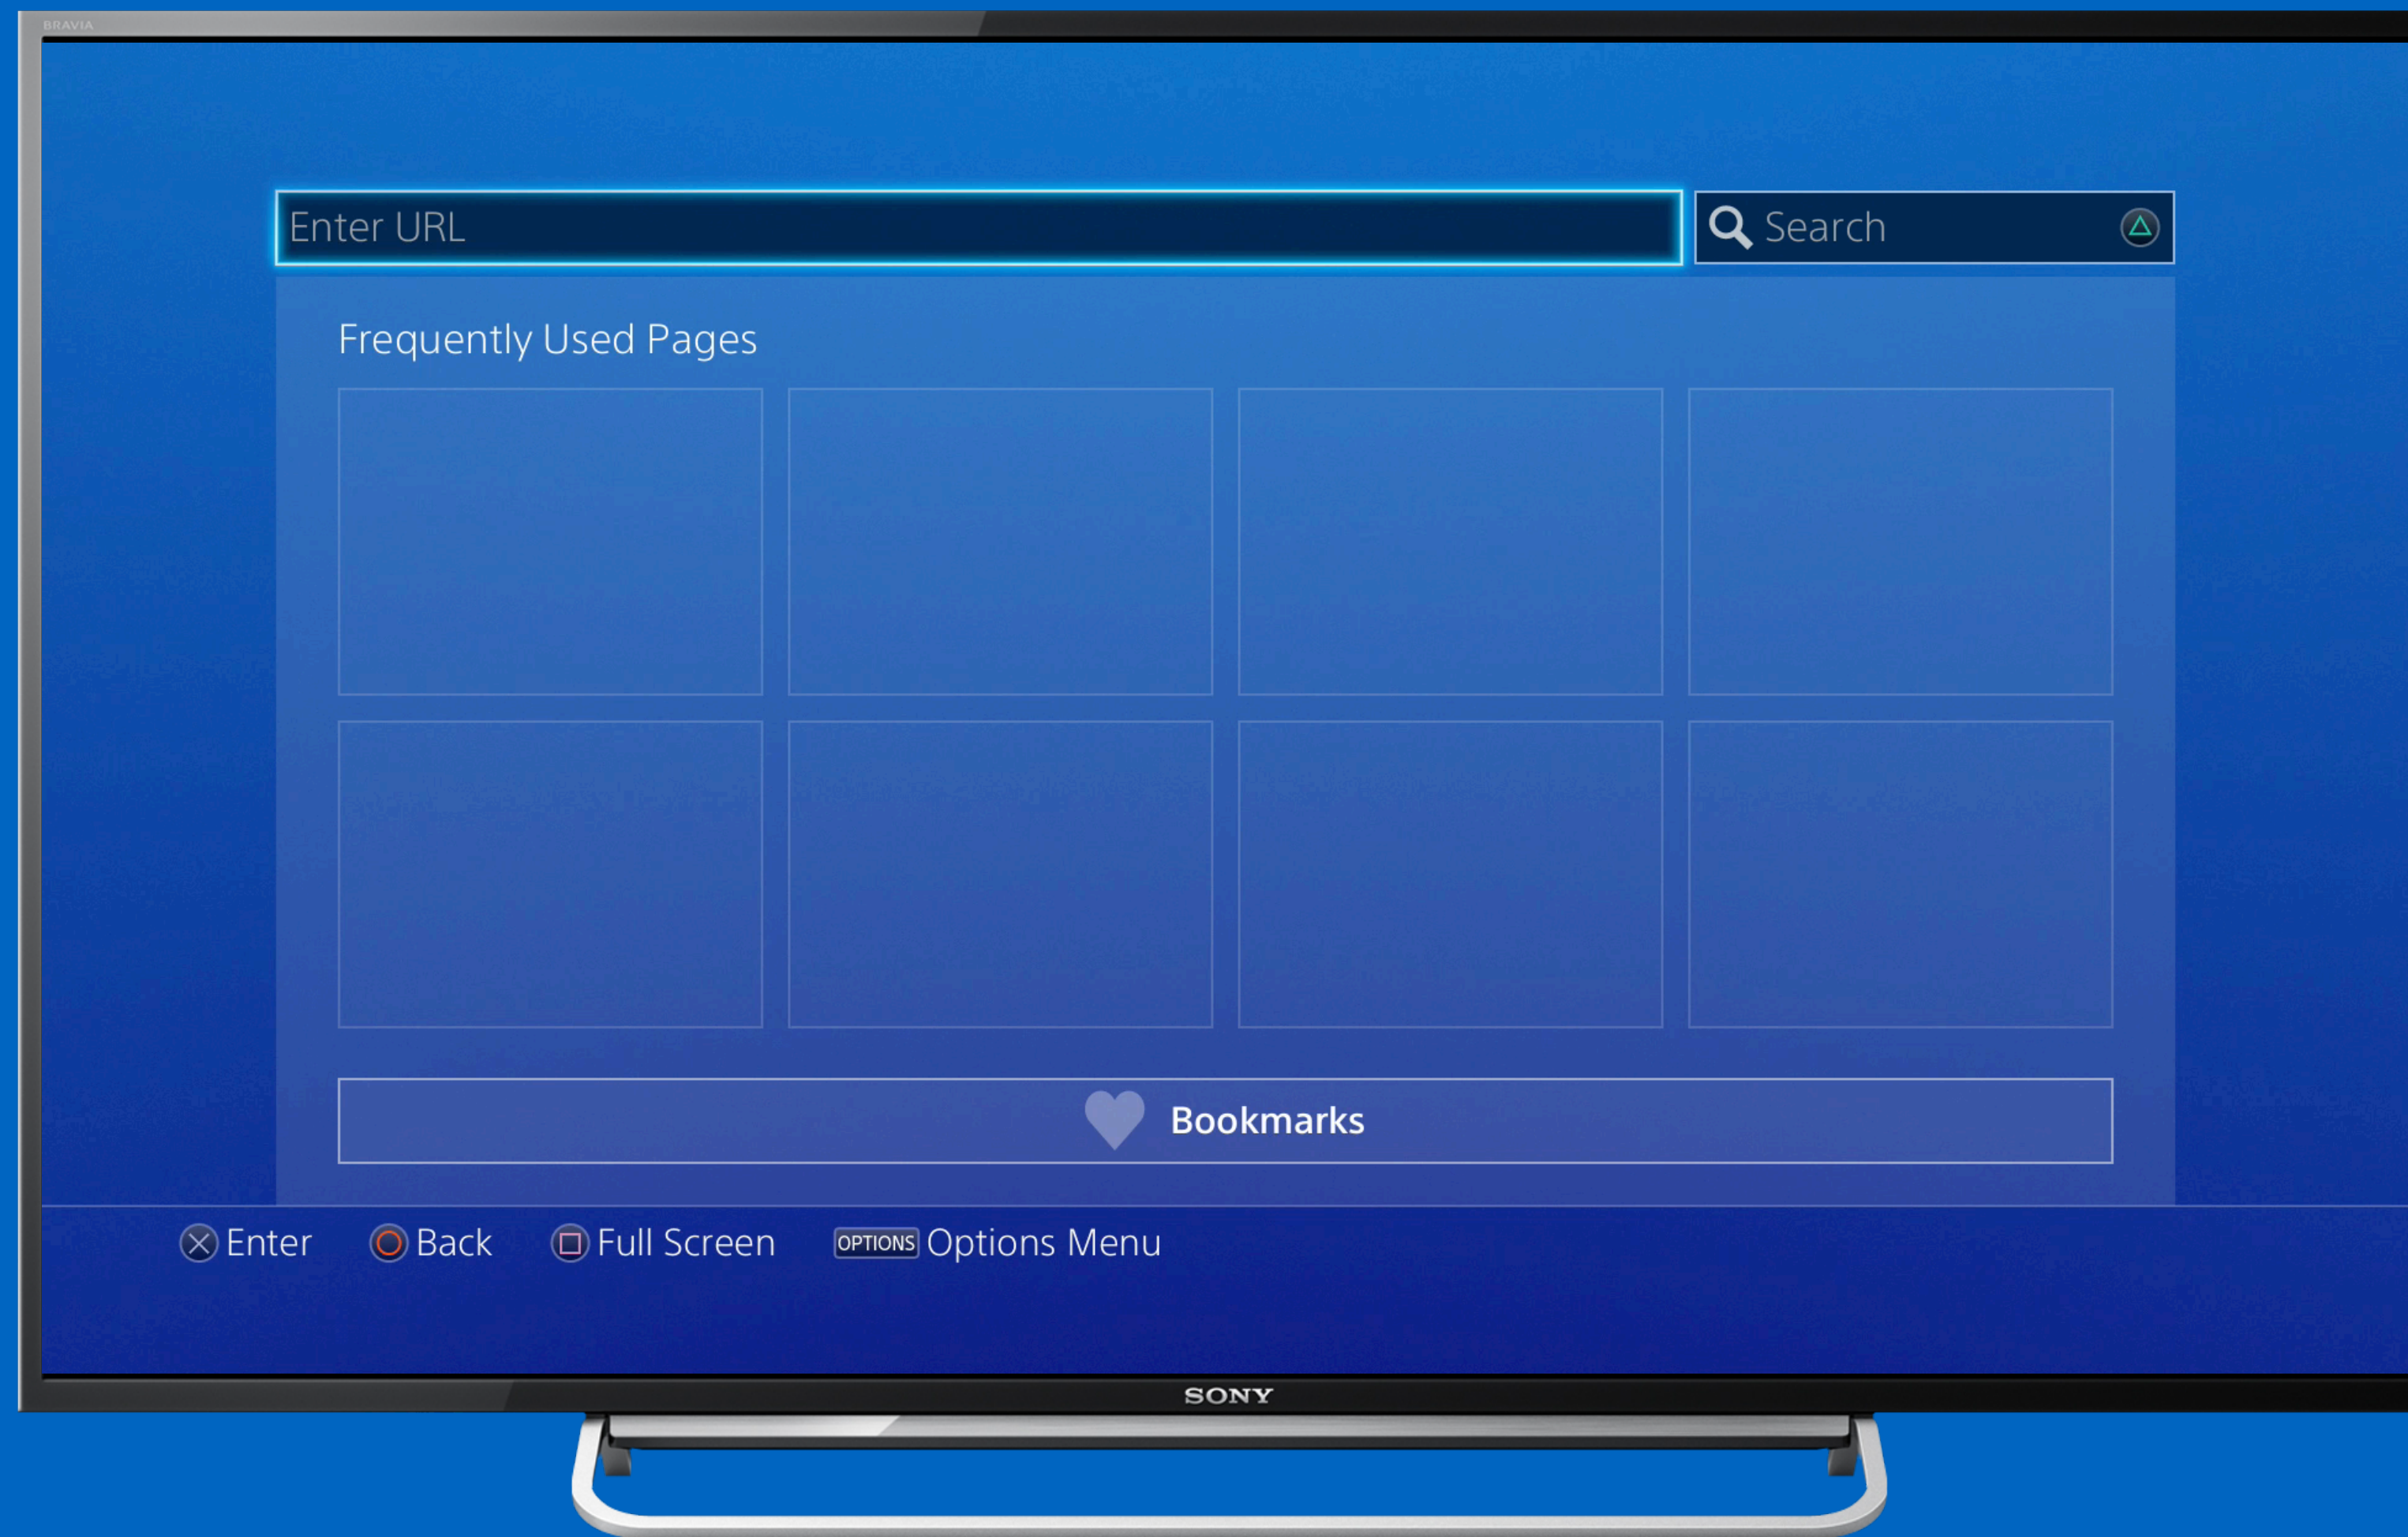 BRAVIA
Enter URL
Search
Frequently Used Pages
Bookmarks
Enter Back Full Screen OPTIONS Options Menu
SONY